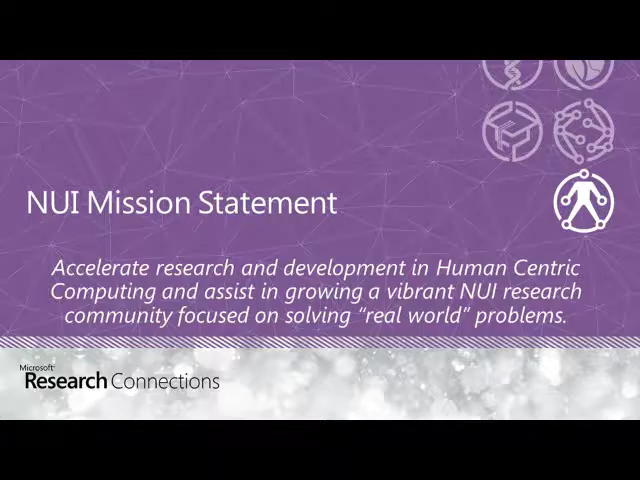 NUI Mission Statement
Accelerate research and development in Human Centric
Computing and assist in growing a vibrant NUI research
community focused on solving “real world” problems.
Microsoft
Research Connections